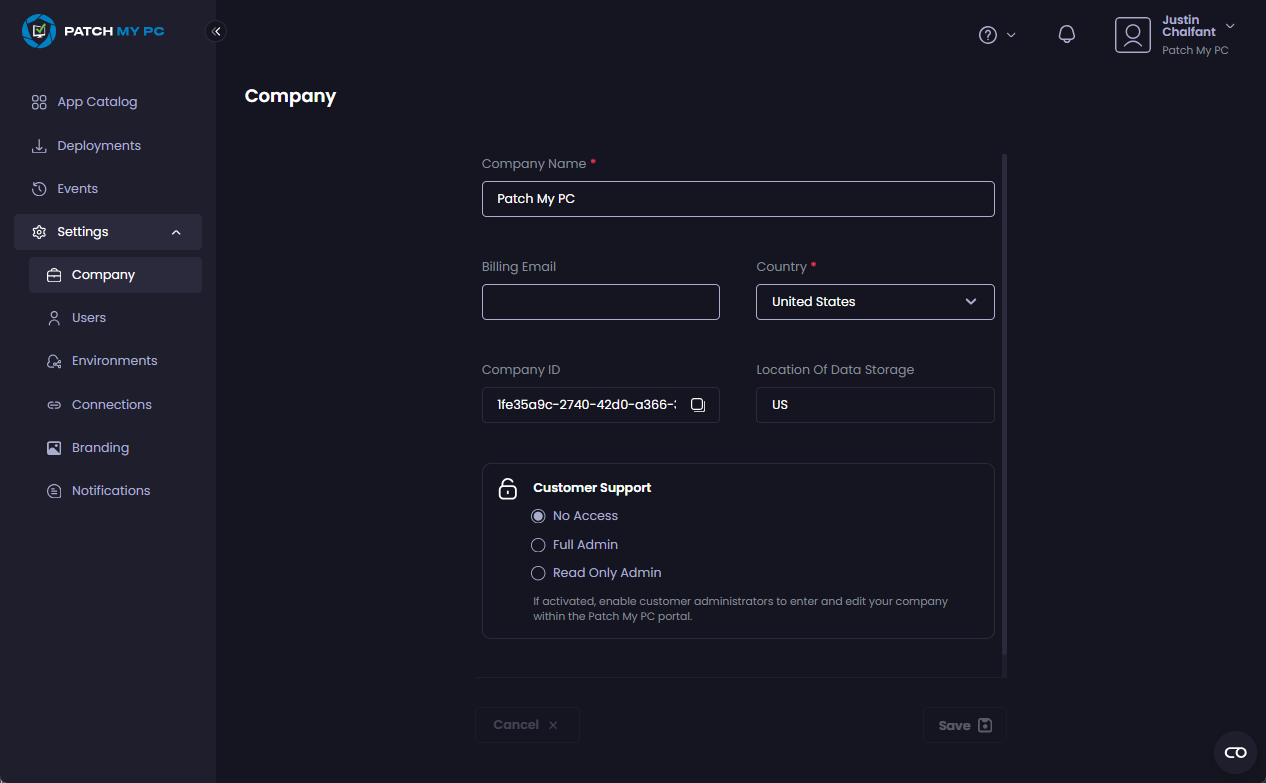 PATCH MY PC
Justin
Chalfant
Patch My PC
App Catalog
Deployments
Events
Settings
Company
Users
Environments
Connections
Branding
Notifications
Company
Company Name *
Patch My PC
Billing Email
Country *
United States
Company ID
1fe35a9c-2740-42d0-a366-
Location Of Data Storage
US
Customer Support
No Access
Full Admin
Read Only Admin
If activated, enable customer administrators to enter and edit your company
within the Patch My PC portal.
Cancel
Save